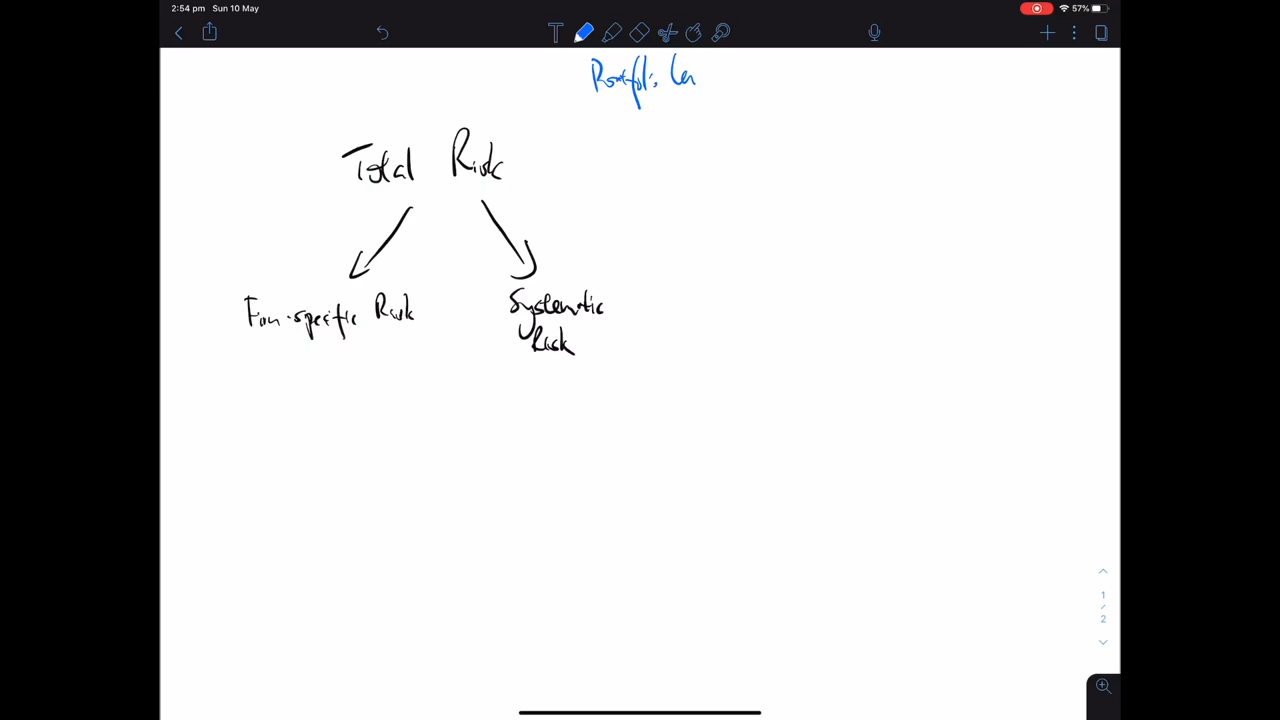 2:54 pm Sun 10 May
57%
T
Portfolio
Total Risk
Firm-specific Risk
Systematic
Risk
1
/
2